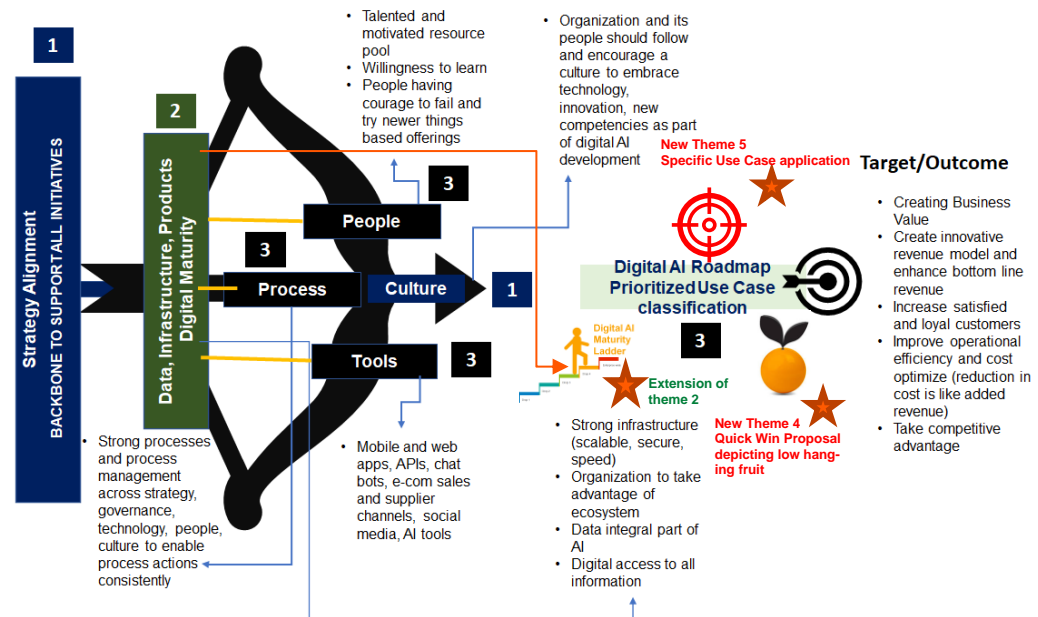 1
Strategy Alignment
BACKBONE TO SUPPORT ALL INITIATIVES
2
Data, Infrastructure, Products
Digital Maturity
• Talented and
motivated resource
pool
• Willingness to learn
• People having
courage to fail and
try newer things
based offerings
3
People
3
Process
Culture
1
Tools
3
• Strong processes
and process
management
across strategy,
governance,
technology, people,
culture to enable
process actions
consistently
• Mobile and web
apps, APIs, chat
bots, e-com sales
and supplier
channels, social
media, AI tools
• Organization and its
people should follow
and encourage a
culture to embrace
technology,
innovation, new
competencies as part
of digital AI
development
New Theme 5
Specific Use Case application
Digital AI Roadmap
Prioritized Use Case
classification
3
Digital AI
Maturity
Ladder
Extension of
theme 2
New Theme 4
Quick Win Proposal
depicting low hang-
ing fruit
• Strong infrastructure
(scalable, secure,
speed)
• Organization to take
advantage of
ecosystem
• Data integral part of
AI
• Digital access to all
information
Target/Outcome
• Creating Business
Value
• Create innovative
revenue model and
enhance bottom line
revenue
• Increase satisfied
and loyal customers
• Improve operational
efficiency and cost
optimize (reduction in
cost is like added
revenue)
• Take competitive
advantage